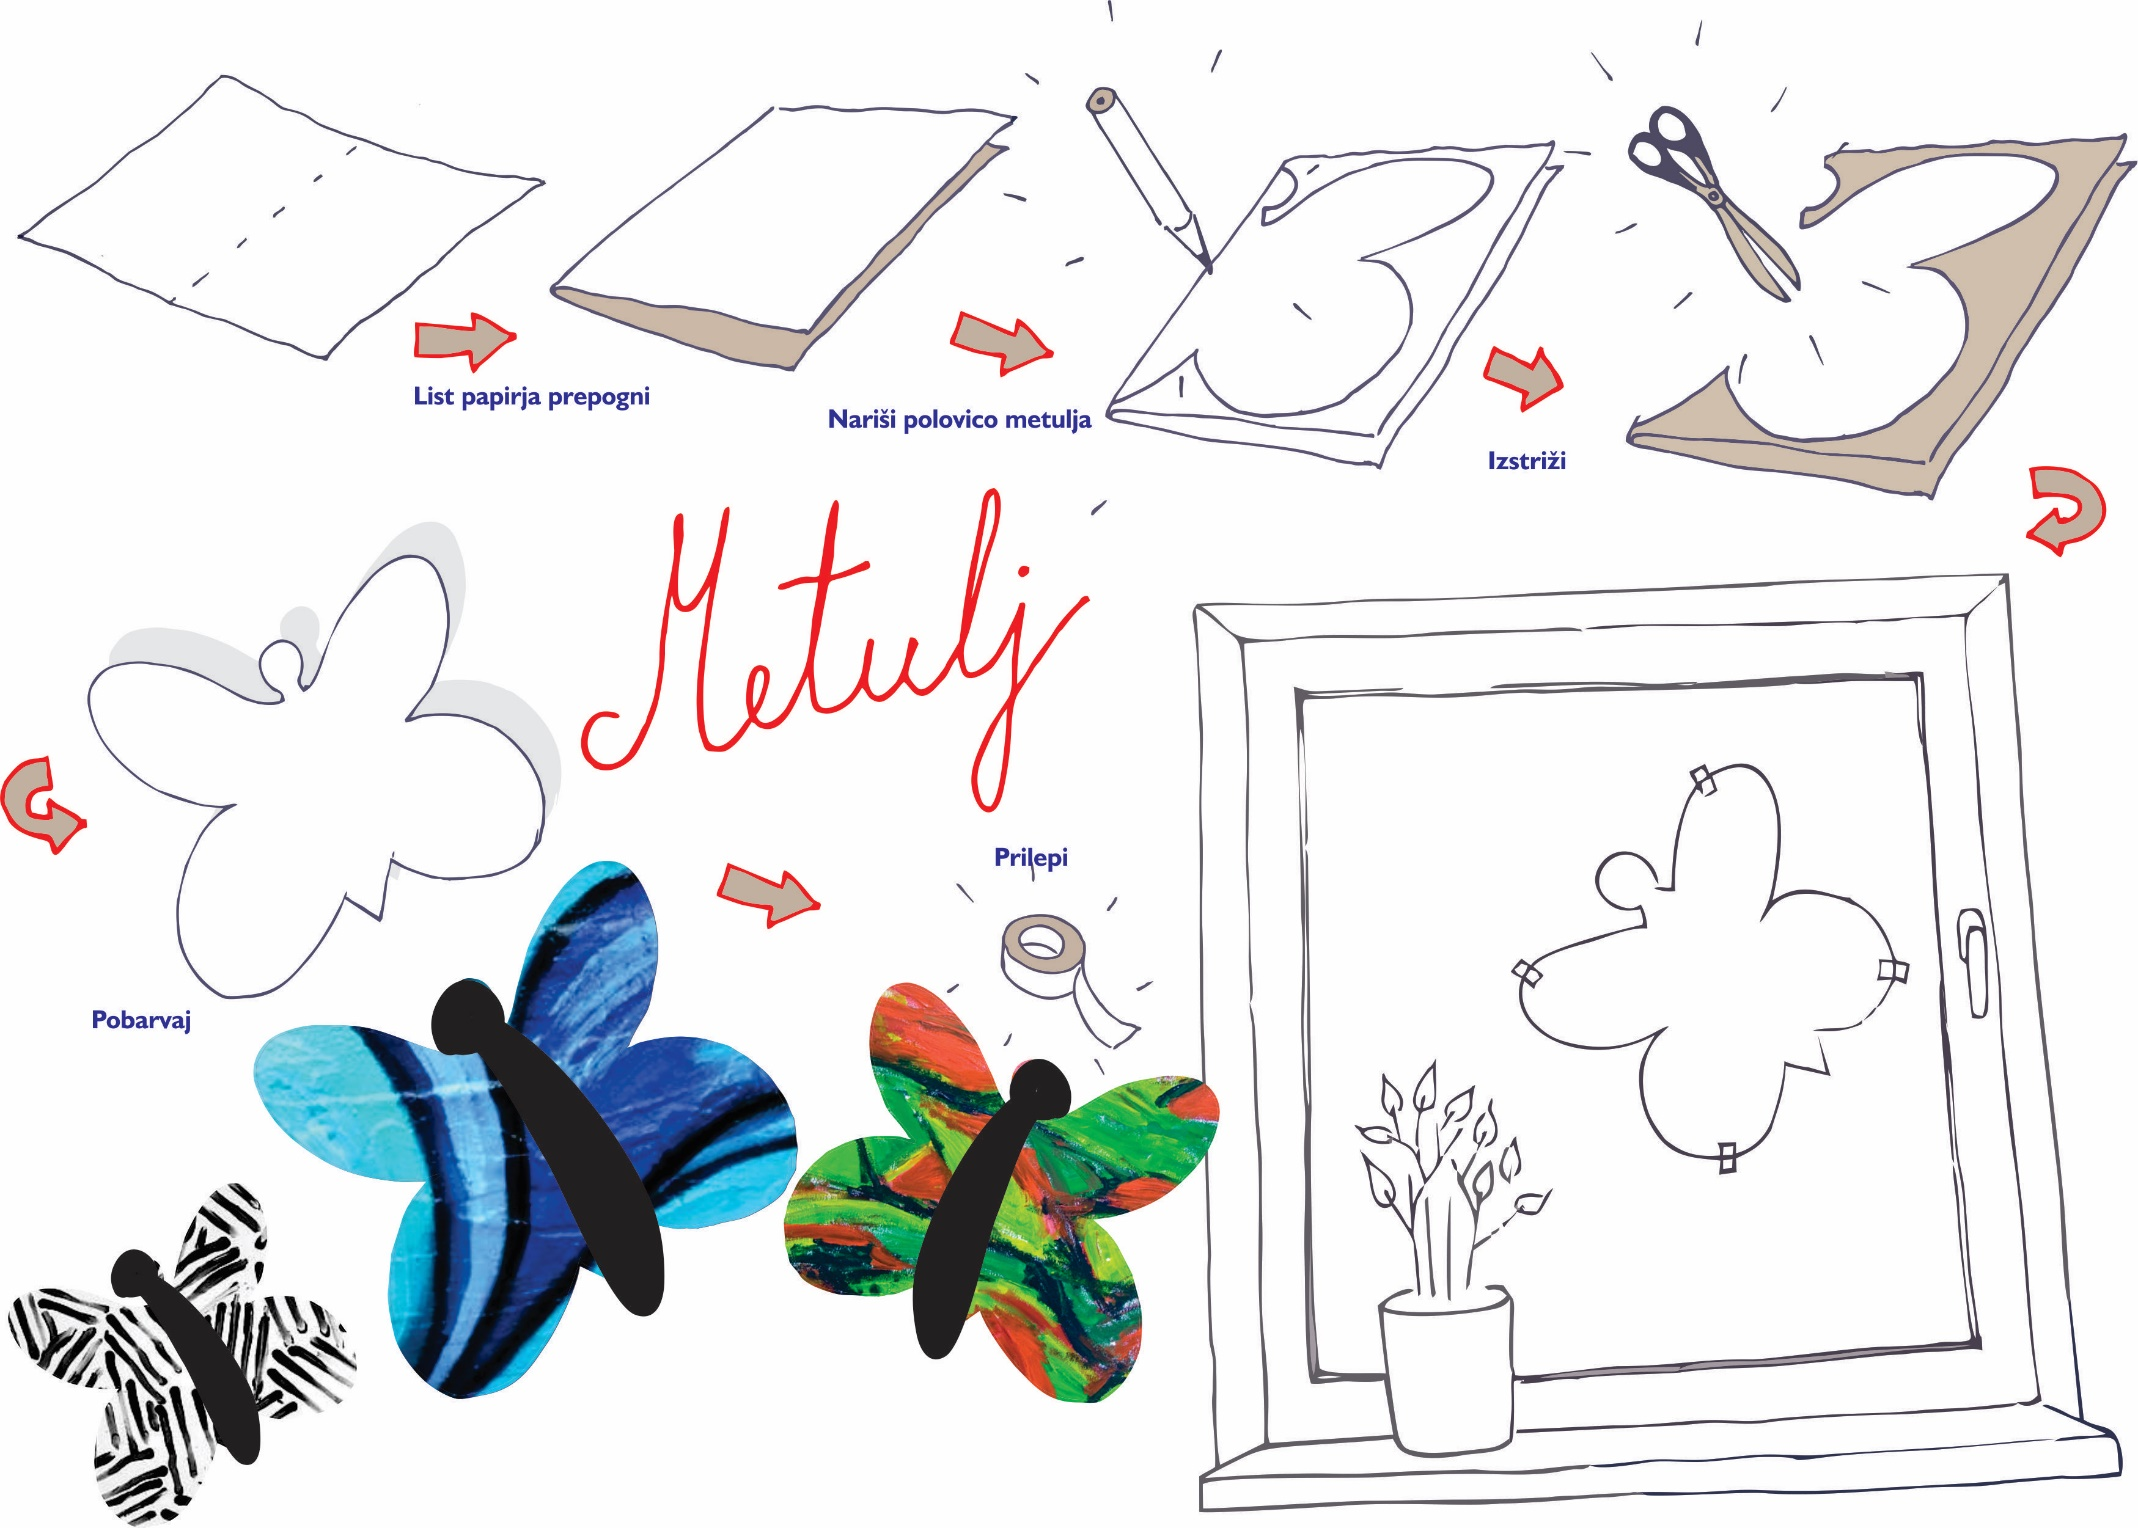 List papirja prepogni
Nariši polovico metulja
Izstriži
Metulj
Prilepi
Pobarvaj